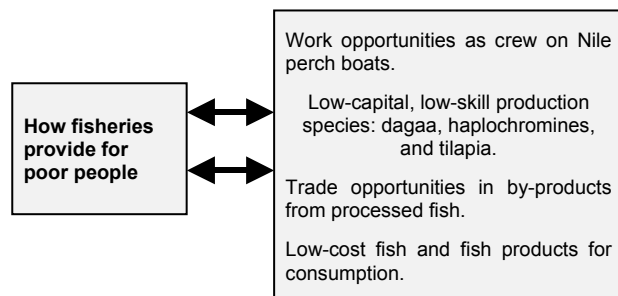 How fisheries
provide for
poor people
Work opportunities as crew on Nile
perch boats.
Low-capital, low-skill production
species: dagaa, haplochromines,
and tilapia.
Trade opportunities in by-products
from processed fish.
Low-cost fish and fish products for
consumption.